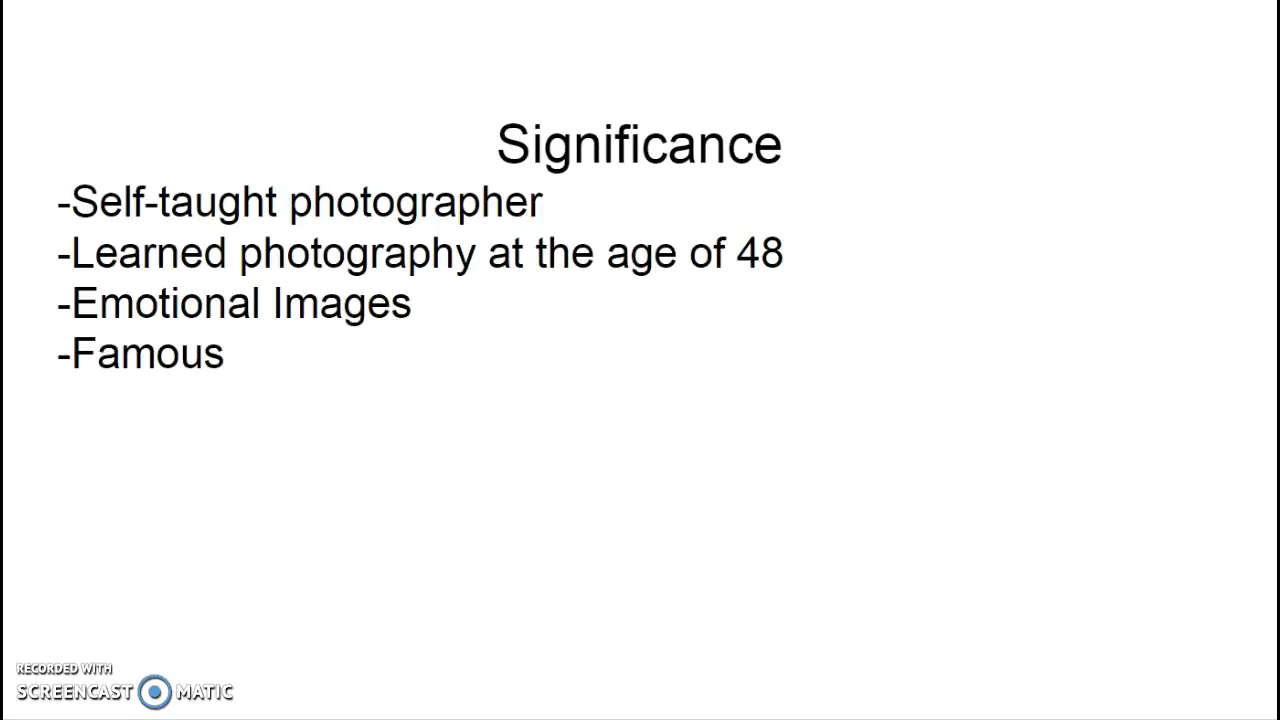 Significance
-Self-taught photographer
-Learned photography at the age of 48
-Emotional Images
-Famous
RECORDED WITH
SCREENCAST MATIC